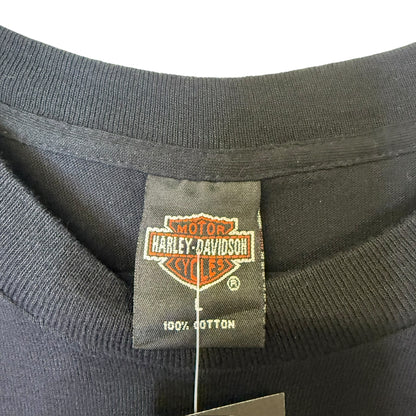 MOTOR
HARLEY-DAVIDSON
CYCLES
®
L
100% COTTON